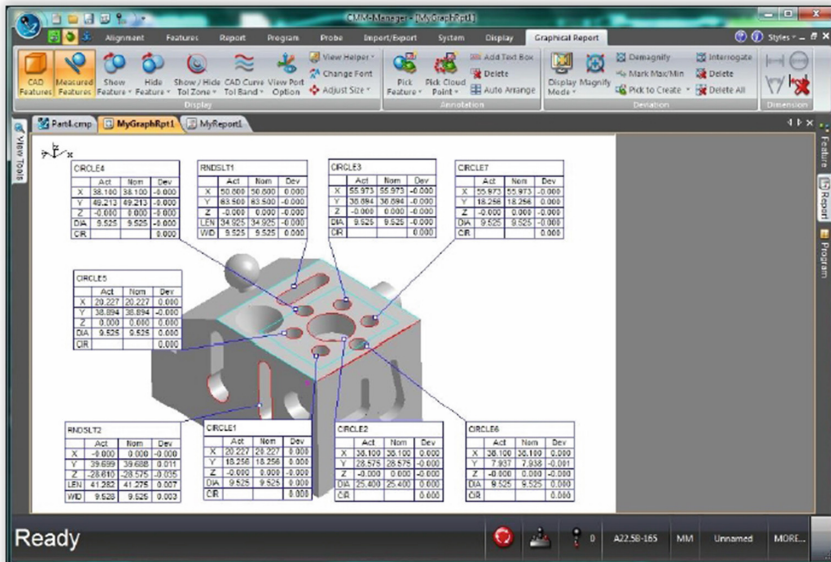 CMM-Manager - [MyGraphRpt1]
Alignment Features Report Program Probe Import/Export System Display Graphical Report Styles
CAD Features
Measured Features
Show Feature
Hide Feature
Show / Hide Tol Zone
CAD Curve Tol Band
View Port Option
View Helper
Change Font
Adjust Size
Display
Pick Feature
Pick Cloud Point
Add Text Box
Delete
Auto Arrange
Annotation
Display Mode
Magnify
Demagnify
Mark Max/Min
Pick to Create
Interrogate
Delete
Delete All
Deviation
Dimension
Part4.cmp MyGraphRpt1 MyReport1
View Tools
Feature
Report
Program
X
CIRCLE4
Act Nom Dev
X 38.100 38.100 -0.000
Y 49.213 49.213 -0.000
Z -0.000 0.000 -0.000
DIA 9.525 9.525 -0.000
CIR 0.000
RNDSLT1
Act Nom Dev
X 50.800 50.800 0.000
Y 63.500 63.500 0.000
Z -0.000 0.000 -0.000
LEN 34.925 34.925 -0.000
WID 9.525 9.525 0.000
CIRCLE3
Act Nom Dev
X 55.973 55.973 -0.000
Y 38.894 38.894 -0.000
Z -0.000 0.000 -0.000
DIA 9.525 9.525 -0.000
CIR 0.000
CIRCLE7
Act Nom Dev
X 55.973 55.973 -0.000
Y 18.256 18.256 0.000
Z -0.000 0.000 -0.000
DIA 9.525 9.525 -0.000
CIR 0.000
CIRCLE5
Act Nom Dev
X 20.227 20.227 0.000
Y 38.894 38.894 -0.000
Z 0.000 0.000 0.000
DIA 9.525 9.525 0.000
CIR 0.000
RNDSLT2
Act Nom Dev
X -0.000 0.000 -0.000
Y 39.699 39.688 0.011
Z -28.610 -28.575 -0.035
LEN 41.282 41.275 0.007
WID 9.528 9.525 0.003
CIRCLE1
Act Nom Dev
X 20.227 20.227 0.000
Y 18.256 18.256 0.000
Z -0.000 0.000 -0.000
DIA 9.525 9.525 0.000
CIR 0.000
CIRCLE2
Act Nom Dev
X 38.100 38.100 0.000
Y 28.575 28.575 -0.000
Z -0.000 0.000 -0.000
DIA 25.400 25.400 0.000
CIR 0.000
CIRCLE6
Act Nom Dev
X 38.100 38.100 0.000
Y 7.937 7.938 -0.001
Z -0.000 0.000 -0.000
DIA 9.525 9.525 0.000
CIR 0.000
Ready 0 A22.5B-165 MM Unnamed MORE...